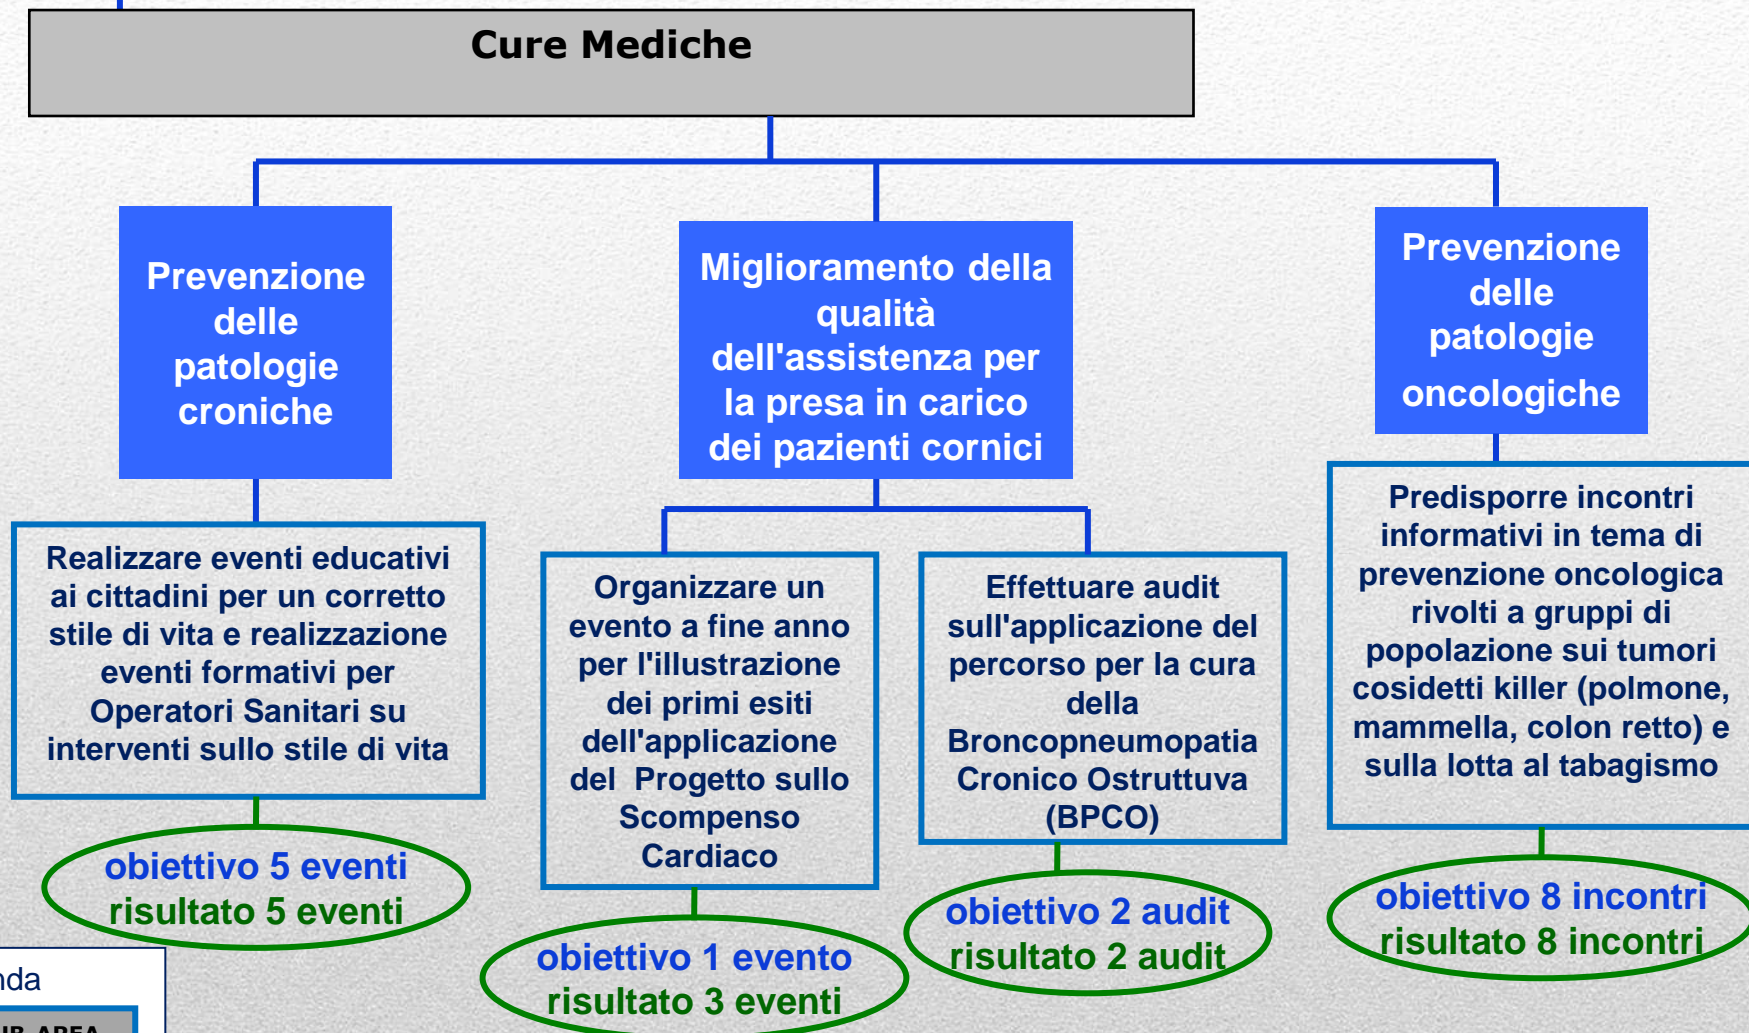 Cure Mediche
Prevenzione
delle
patologie
croniche
Miglioramento della
qualità
dell'assistenza per
la presa in carico
dei pazienti cornici
Prevenzione
delle
patologie
oncologiche
Realizzare eventi educativi
ai cittadini per un corretto
stile di vita e realizzazione
eventi formativi per
Operatori Sanitari su
interventi sullo stile di vita
Organizzare un
evento a fine anno
per l'illustrazione
dei primi esiti
dell'applicazione
del Progetto sullo
Scompenso
Cardiaco
Effettuare audit
sull'applicazione del
percorso per la cura
della
Broncopneumopatia
Cronico Ostruttuva
(BPCO)
Predisporre incontri
informativi in tema di
prevenzione oncologica
rivolti a gruppi di
popolazione sui tumori
cosidetti killer (polmone,
mammella, colon retto) e
sulla lotta al tabagismo
obiettivo 5 eventi
risultato 5 eventi
obiettivo 1 evento
risultato 3 eventi
obiettivo 2 audit
risultato 2 audit
obiettivo 8 incontri
risultato 8 incontri